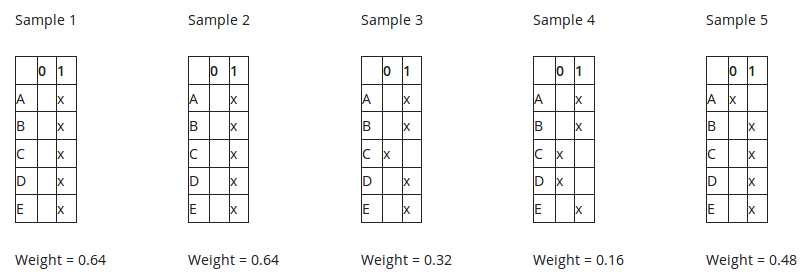 Sample 1 Sample 2 Sample 3 Sample 4 Sample 5
0 1 0 1 0 1 0 1 0 1
A x A x A x A x A x
B x B x B x B x B x
C x C x C x C x C x
D x D x D x D x D x
E x E x E x E x E x
Weight = 0.64 Weight = 0.64 Weight = 0.32 Weight = 0.16 Weight = 0.48